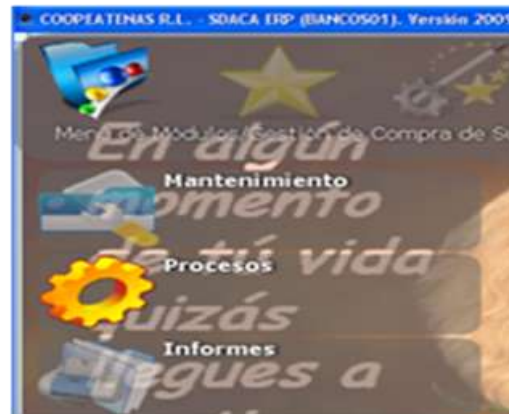 COOPEATENAS R.L. - SDACA ERP (BANCOS01). Versión 2009
Menú de Módulos/Gestión de Compra de
En algún
Mantenimiento
momento
de tú vida
Procesos
quizás
Informes
llegues a